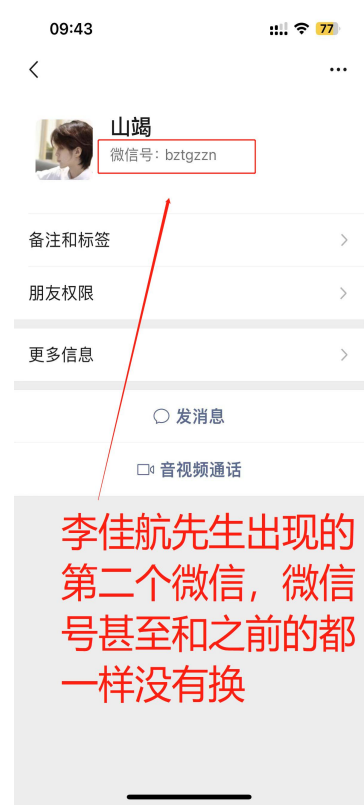 09:43
77
山竭
微信号：bztgzzn
备注和标签
朋友权限
更多信息
发消息
音视频通话
李佳航先生出现的
第二个微信，微信
号甚至和之前的都
一样没有换